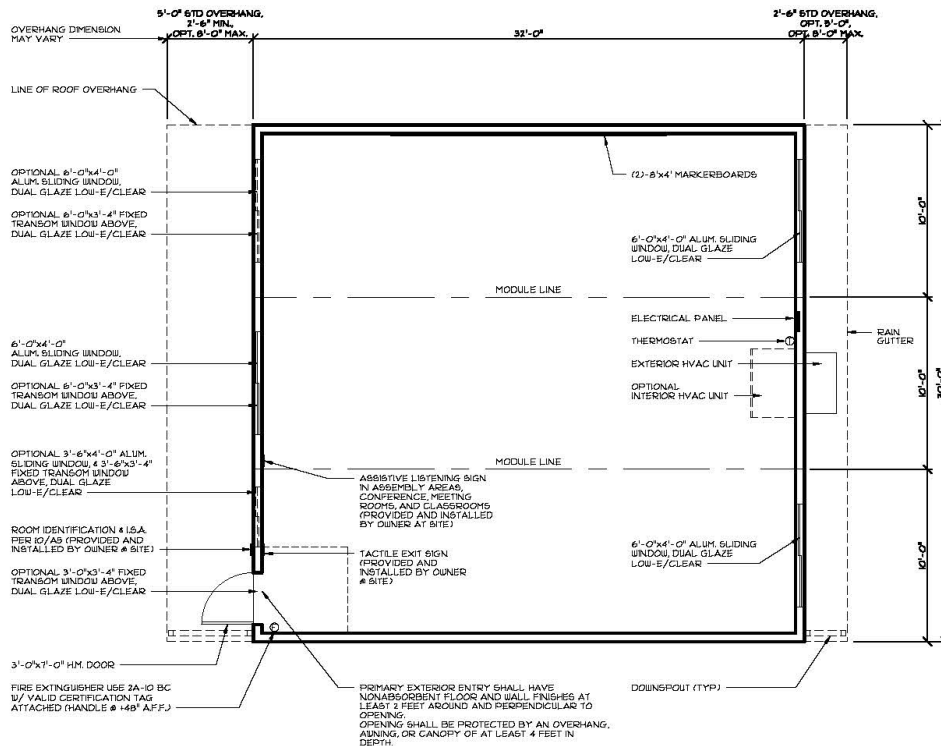 5'-0" STD OVERHANG,
2'-6" MIN.,
OPT. 8'-0" MAX.
32'-0"
2'-6" STD OVERHANG,
OPT. 5'-0",
OPT. 8'-0" MAX.
OVERHANG DIMENSION
MAY VARY
LINE OF ROOF OVERHANG
OPTIONAL 6'-0"x4'-0"
ALUM. SLIDING WINDOW,
DUAL GLAZE LOW-E/CLEAR
OPTIONAL 6'-0"x3'-4" FIXED
TRANSOM WINDOW ABOVE,
DUAL GLAZE LOW-E/CLEAR
(2)-8'x4' MARKERBOARDS
6'-0"x4'-0" ALUM. SLIDING
WINDOW, DUAL GLAZE
LOW-E/CLEAR
10'-0"
MODULE LINE
ELECTRICAL PANEL
THERMOSTAT
EXTERIOR HVAC UNIT
OPTIONAL
INTERIOR HVAC UNIT
RAIN
GUTTER
10'-0"
30'-0"
6'-0"x4'-0"
ALUM. SLIDING WINDOW,
DUAL GLAZE LOW-E/CLEAR
OPTIONAL 6'-0"x3'-4" FIXED
TRANSOM WINDOW ABOVE,
DUAL GLAZE LOW-E/CLEAR
OPTIONAL 3'-6"x4'-0" ALUM.
SLIDING WINDOW, & 3'-6"x3'-4"
FIXED TRANSOM WINDOW
ABOVE, DUAL GLAZE
LOW-E/CLEAR
MODULE LINE
ASSISTIVE LISTENING SIGN
IN ASSEMBLY AREAS,
CONFERENCE, MEETING
ROOMS, AND CLASSROOMS
(PROVIDED AND INSTALLED
BY OWNER AT SITE)
ROOM IDENTIFICATION & I.S.A.
PER 10/A5 (PROVIDED AND
INSTALLED BY OWNER @ SITE)
TACTILE EXIT SIGN
(PROVIDED AND
INSTALLED BY OWNER
@ SITE)
6'-0"x4'-0" ALUM. SLIDING
WINDOW, DUAL GLAZE
LOW-E/CLEAR
10'-0"
OPTIONAL 3'-0"x3'-4" FIXED
TRANSOM WINDOW ABOVE,
DUAL GLAZE LOW-E/CLEAR
3'-0"x7'-0" H.M. DOOR
FIRE EXTINGUISHER USE 2A-10 BC
W/ VALID CERTIFICATION TAG
ATTACHED (HANDLE @ +48" A.F.F.)
PRIMARY EXTERIOR ENTRY SHALL HAVE
NONABSORBENT FLOOR AND WALL FINISHES AT
LEAST 2 FEET AROUND AND PERPENDICULAR TO
OPENING.
OPENING SHALL BE PROTECTED BY AN OVERHANG,
AWNING, OR CANOPY OF AT LEAST 4 FEET IN
DEPTH.
DOWNSPOUT (TYP.)